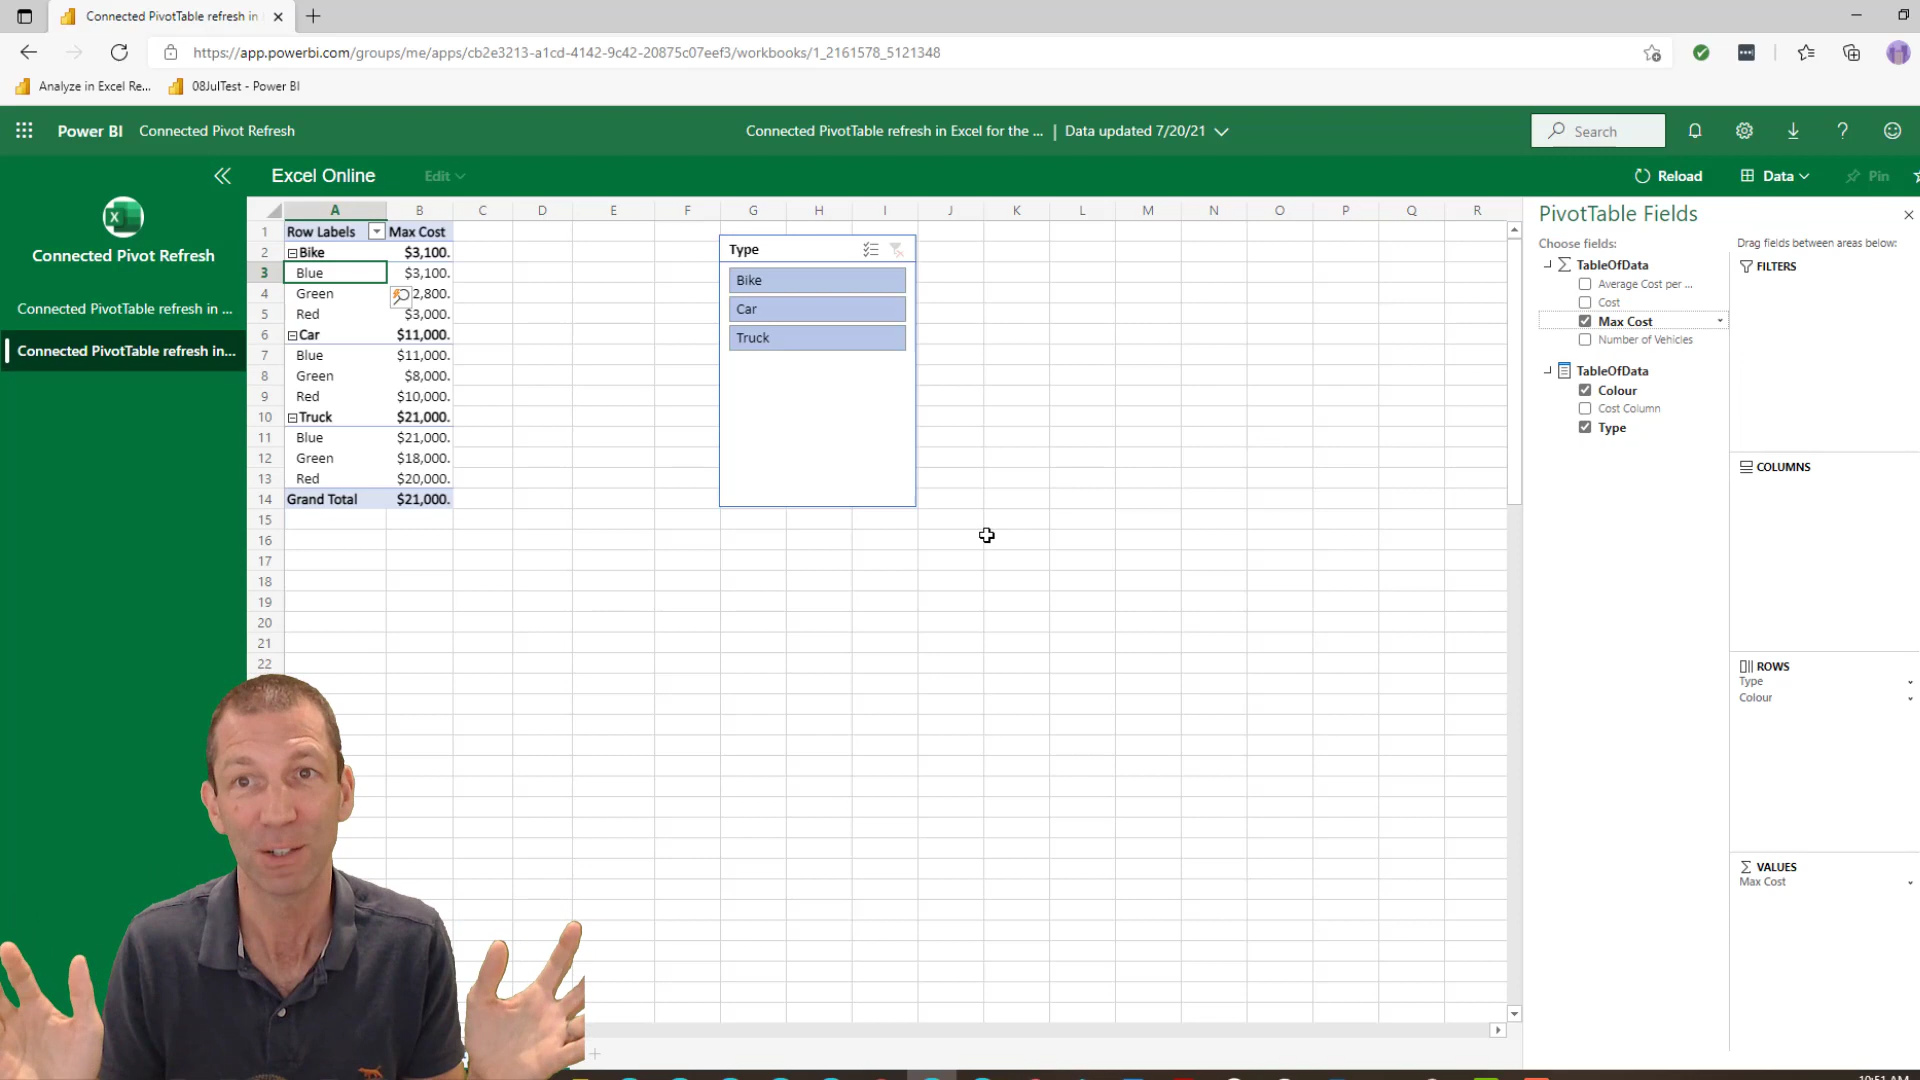 Connected PivotTable refresh in
https://app.powerbi.com/groups/me/apps/cb2e3213-a1cd-4142-9c42-20875c07eef3/workbooks/1_2161578_5121348
Analyze in Excel Re...
08JulTest - Power BI
Power BI
Connected Pivot Refresh
Connected PivotTable refresh in Excel for the ... | Data updated 7/20/21
Search
Excel Online
Edit
Reload
Data
Pin
Connected Pivot Refresh
Connected PivotTable refresh in ...
Connected PivotTable refresh in...
A B C D E F G H I J K L M N O P Q R
1 Row Labels Max Cost
2 Bike $3,100.
3 Blue $3,100.
4 Green 2,800.
5 Red $3,000.
6 Car $11,000.
7 Blue $11,000.
8 Green $8,000.
9 Red $10,000.
10 Truck $21,000.
11 Blue $21,000.
12 Green $18,000.
13 Red $20,000.
14 Grand Total $21,000.
15
16
17
18
19
20
21
22
Type
Bike
Car
Truck
PivotTable Fields
Choose fields:
TableOfData
Average Cost per ...
Cost
Max Cost
Number of Vehicles
TableOfData
Colour
Cost Column
Type
Drag fields between areas below:
FILTERS
COLUMNS
ROWS
Type
Colour
VALUES
Max Cost